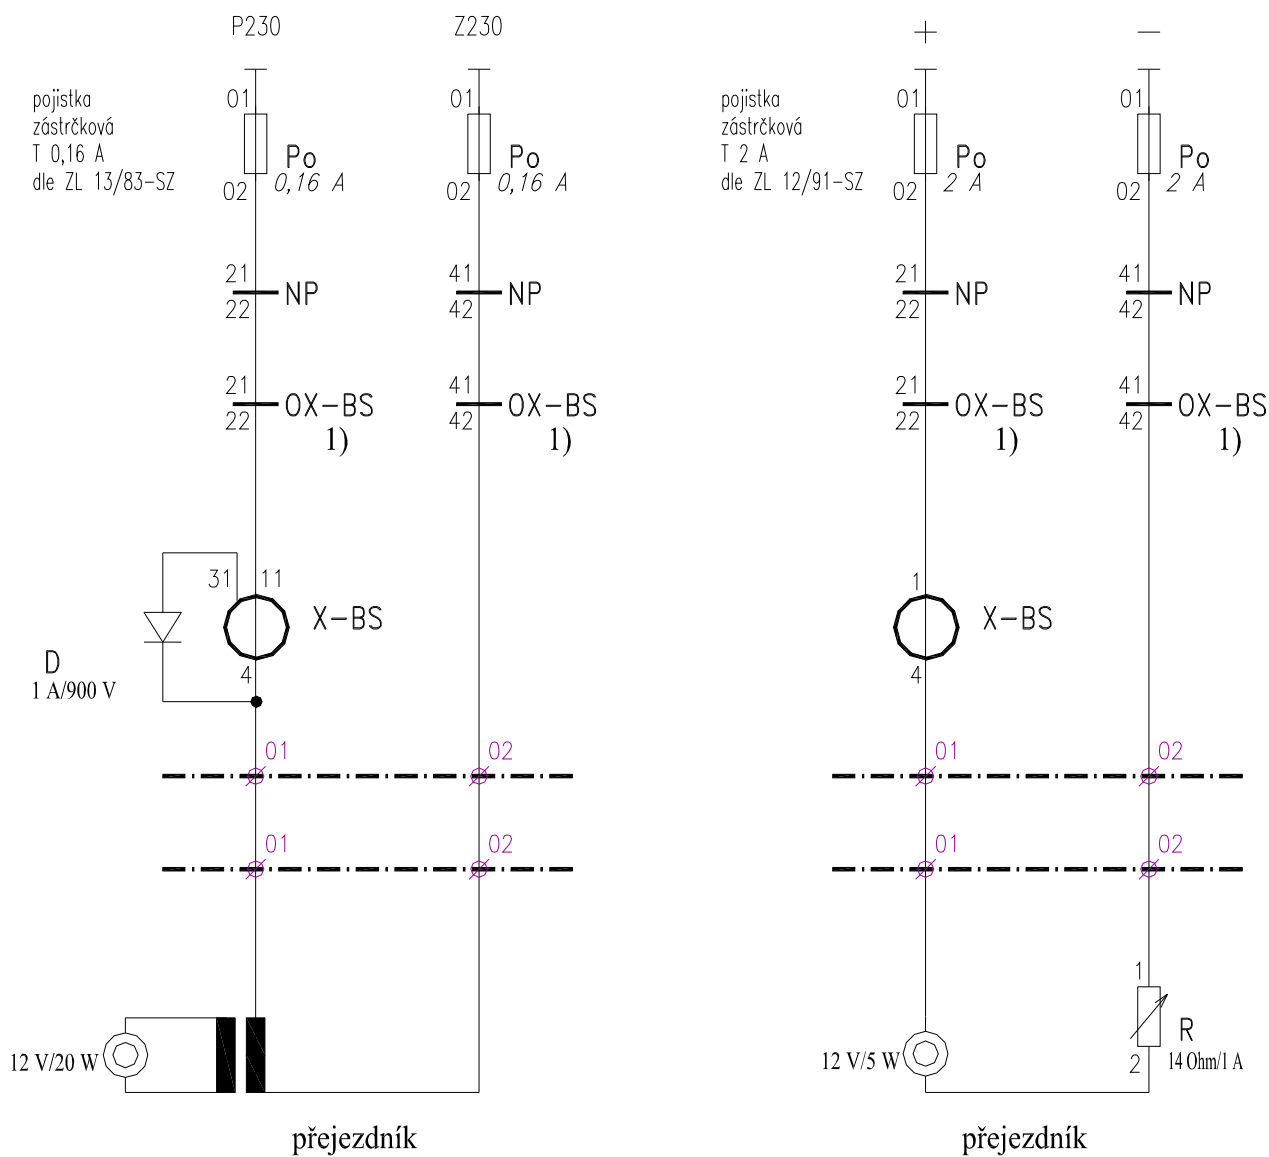 P230 Z230 + −
pojistka
zástrčková
T 0,16 A
dle ZL 13/83-SZ
01
Po
0,16 A
02
01
Po
0,16 A
02
pojistka
zástrčková
T 2 A
dle ZL 12/91-SZ
01
Po
2 A
02
01
Po
2 A
02
21
NP
22
41
NP
42
21
NP
22
41
NP
42
21
OX-BS
22
1)
41
OX-BS
42
1)
21
OX-BS
22
1)
41
OX-BS
42
1)
31 11
X-BS
4
D
1 A/900 V
1
X-BS
4
01 02 01 02
01 02 01 02
12 V/20 W
12 V/5 W
1
R
14 Ohm/1 A
2
přejezdník přejezdník